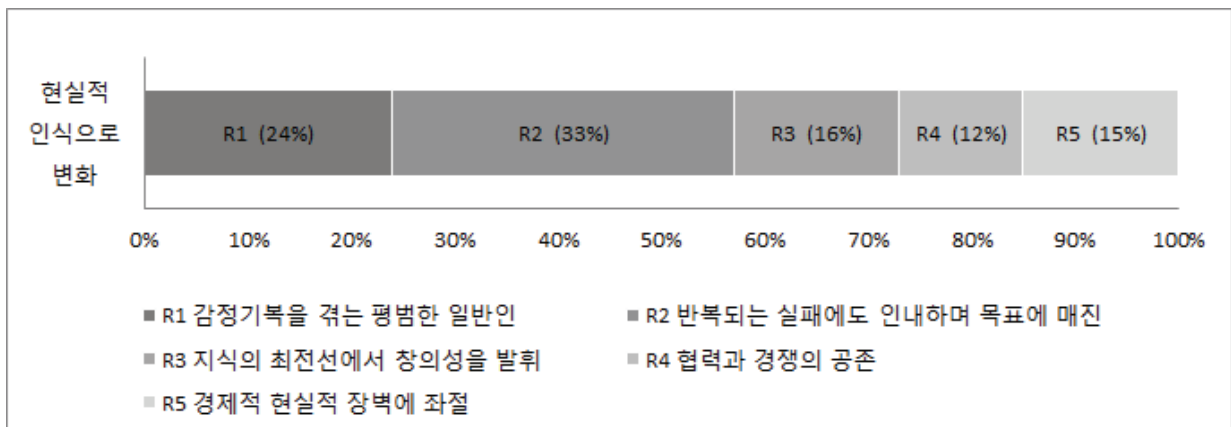 현실적
인식으로
변화
R1 (24%) R2 (33%) R3 (16%) R4 (12%) R5 (15%)
0% 10% 20% 30% 40% 50% 60% 70% 80% 90% 100%
R1 감정기복을 겪는 평범한 일반인 R2 반복되는 실패에도 인내하며 목표에 매진
R3 지식의 최전선에서 창의성을 발휘 R4 협력과 경쟁의 공존
R5 경제적 현실적 장벽에 좌절